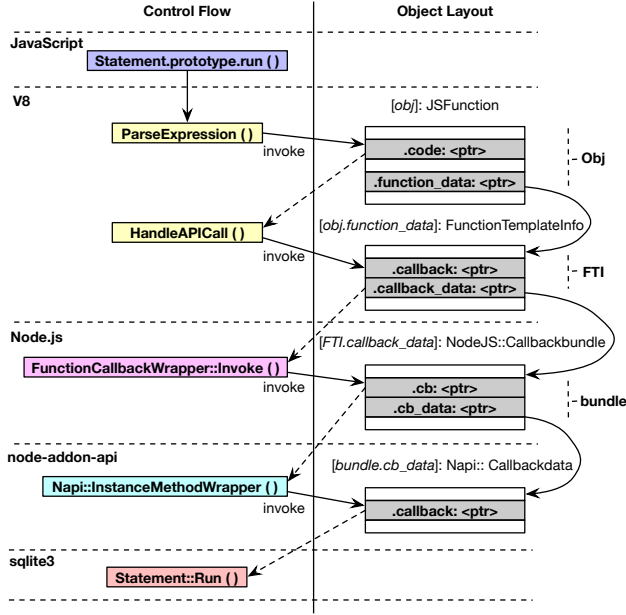 Control Flow
Object Layout
JavaScript
Statement.prototype.run ( )
V8
[obj]: JSFunction
ParseExpression ( )
invoke
.code: <ptr>
.function_data: <ptr>
Obj
HandleAPICall ( )
invoke
[obj.function_data]: FunctionTemplateInfo
.callback: <ptr>
.callback_data: <ptr>
FTI
Node.js
[FTI.callback_data]: NodeJS::Callbackbundle
FunctionCallbackWrapper::Invoke ( )
invoke
.cb: <ptr>
.cb_data: <ptr>
bundle
node-addon-api
[bundle.cb_data]: Napi:: Callbackdata
Napi::InstanceMethodWrapper ( )
invoke
.callback: <ptr>
sqlite3
Statement::Run ( )